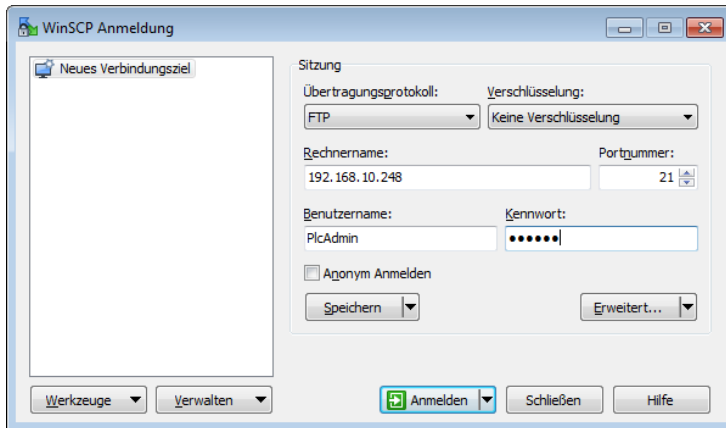 WinSCP Anmeldung
Neues Verbindungsziel
Sitzung
Übertragungsprotokoll: Verschlüsselung:
FTP Keine Verschlüsselung
Rechnername: Portnummer:
192.168.10.248 21
Benutzername: Kennwort:
PlcAdmin ●●●●●●
Anonym Anmelden
Speichern Erweitert...
Werkzeuge Verwalten Anmelden Schließen Hilfe